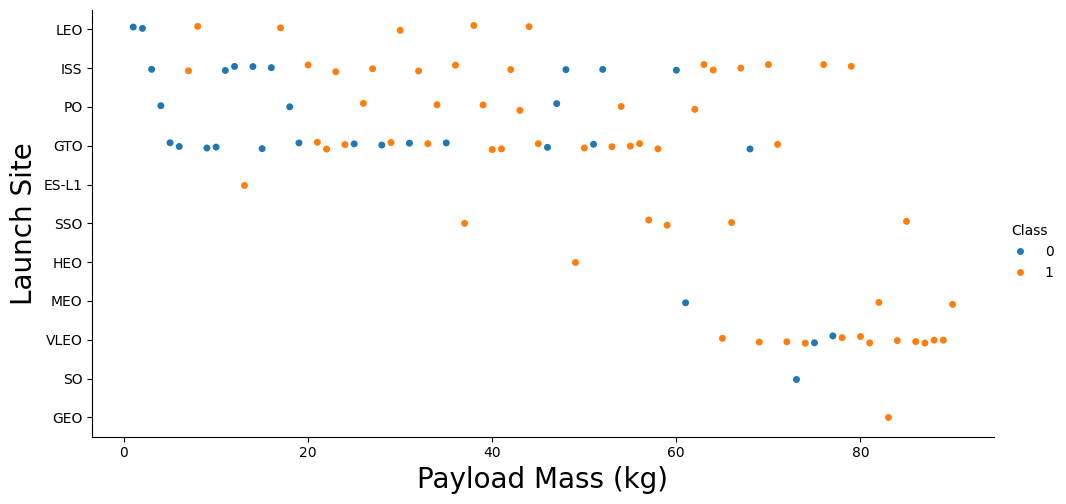 LEO
ISS
PO
GTO
ES-L1
SSO
HEO
MEO
VLEO
SO
GEO
Launch Site
0
20
40
60
80
Payload Mass (kg)
Class
0
1